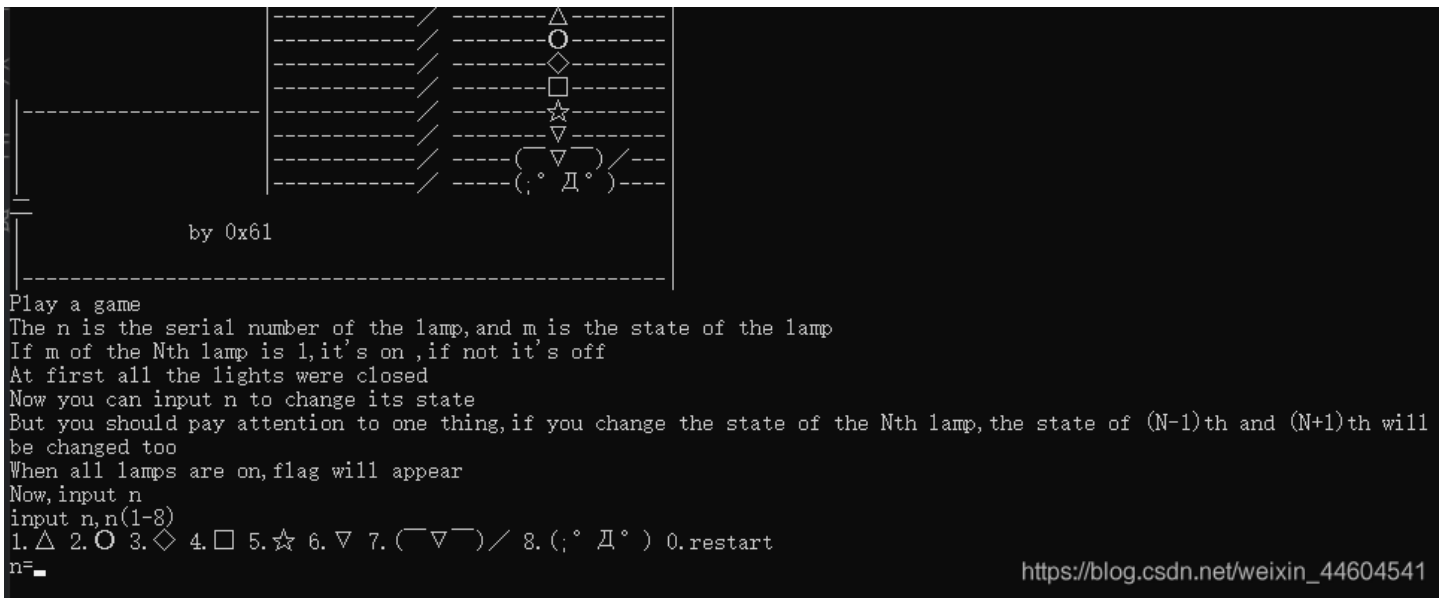 |------------／ --------△--------|
|------------／ --------O--------|
|------------／ --------◇--------|
|------------／ --------□--------|
|--------------------|------------／ --------☆--------|
|------------／ --------▽--------|
|------------／ -----(￣▽￣)／---|
|------------／ -----(;° Д° )----|
by 0x61
|------------------------------------------------------|
Play a game
The n is the serial number of the lamp,and m is the state of the lamp
If m of the Nth lamp is 1,it's on ,if not it's off
At first all the lights were closed
Now you can input n to change its state
But you should pay attention to one thing,if you change the state of the Nth lamp,the state of (N-1)th and (N+1)th will
be changed too
When all lamps are on,flag will appear
Now,input n
input n,n(1-8)
1.△ 2.O 3.◇ 4.□ 5.☆ 6.▽ 7.(￣▽￣)／ 8.(;° Д° ) 0.restart
n=
https://blog.csdn.net/weixin_44604541